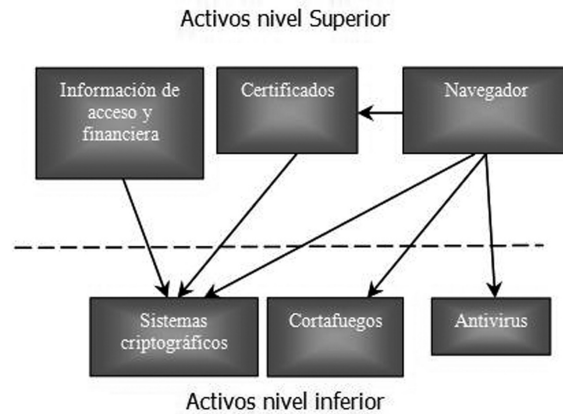 Activos nivel Superior
Información de
acceso y
financiera
Certificados
Navegador
Sistemas
criptográficos
Cortafuegos
Antivirus
Activos nivel inferior